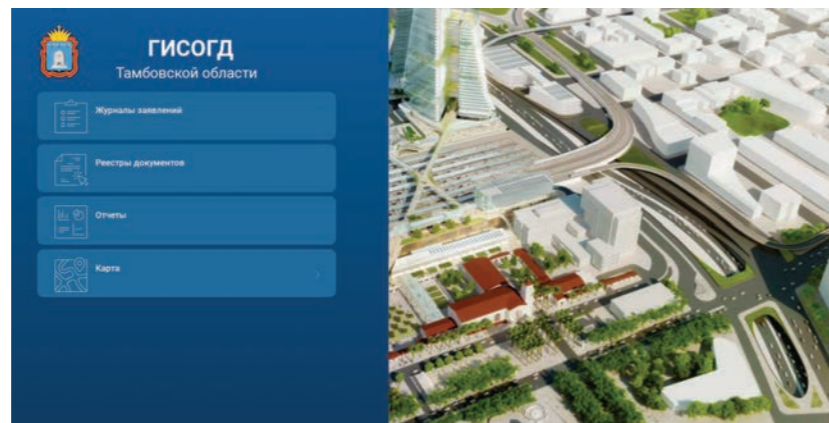 ГИСОГД
Тамбовской области
Журналы заявлений
Реестры документов
Отчеты
Карта